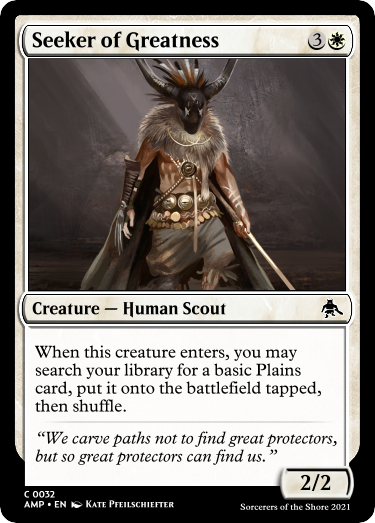 Seeker of Greatness 3
Creature — Human Scout
When this creature enters, you may
search your library for a basic Plains
card, put it onto the battlefield tapped,
then shuffle.
“We carve paths not to find great protectors,
but so great protectors can find us.”
2/2
C 0032
AMP • EN Kate Pfeilschiefter
Sorcerers of the Shore 2021